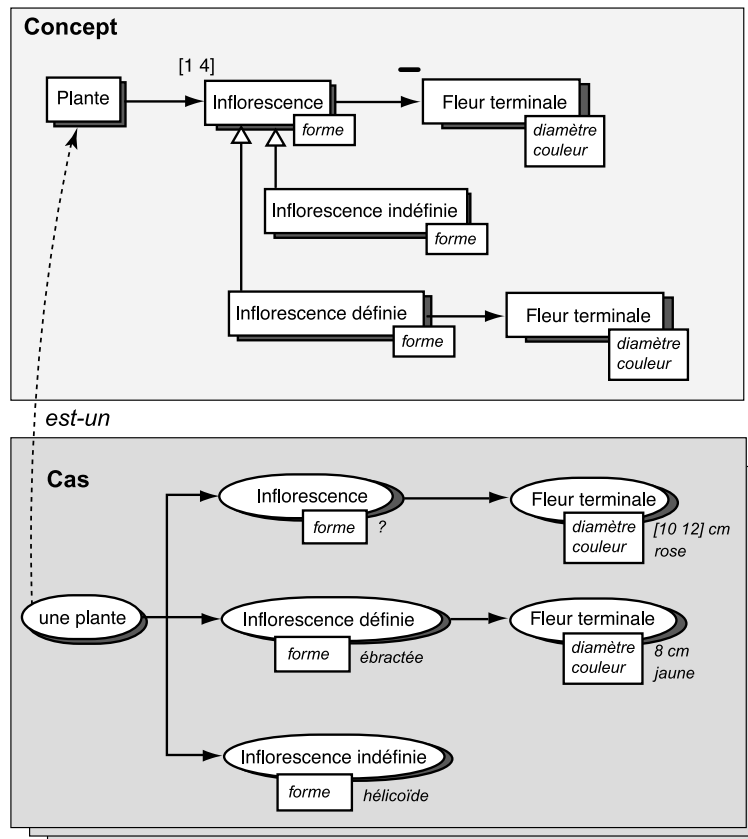 Concept
[1 4]
Plante
Inflorescence
forme
Fleur terminale
diamètre
couleur
Inflorescence indéfinie
forme
Inflorescence définie
forme
Fleur terminale
diamètre
couleur
est-un
Cas
Inflorescence
forme ?
Fleur terminale
diamètre [10 12] cm
couleur rose
une plante
Inflorescence définie
forme ébractée
Fleur terminale
diamètre 8 cm
couleur jaune
Inflorescence indéfinie
forme hélicoïde